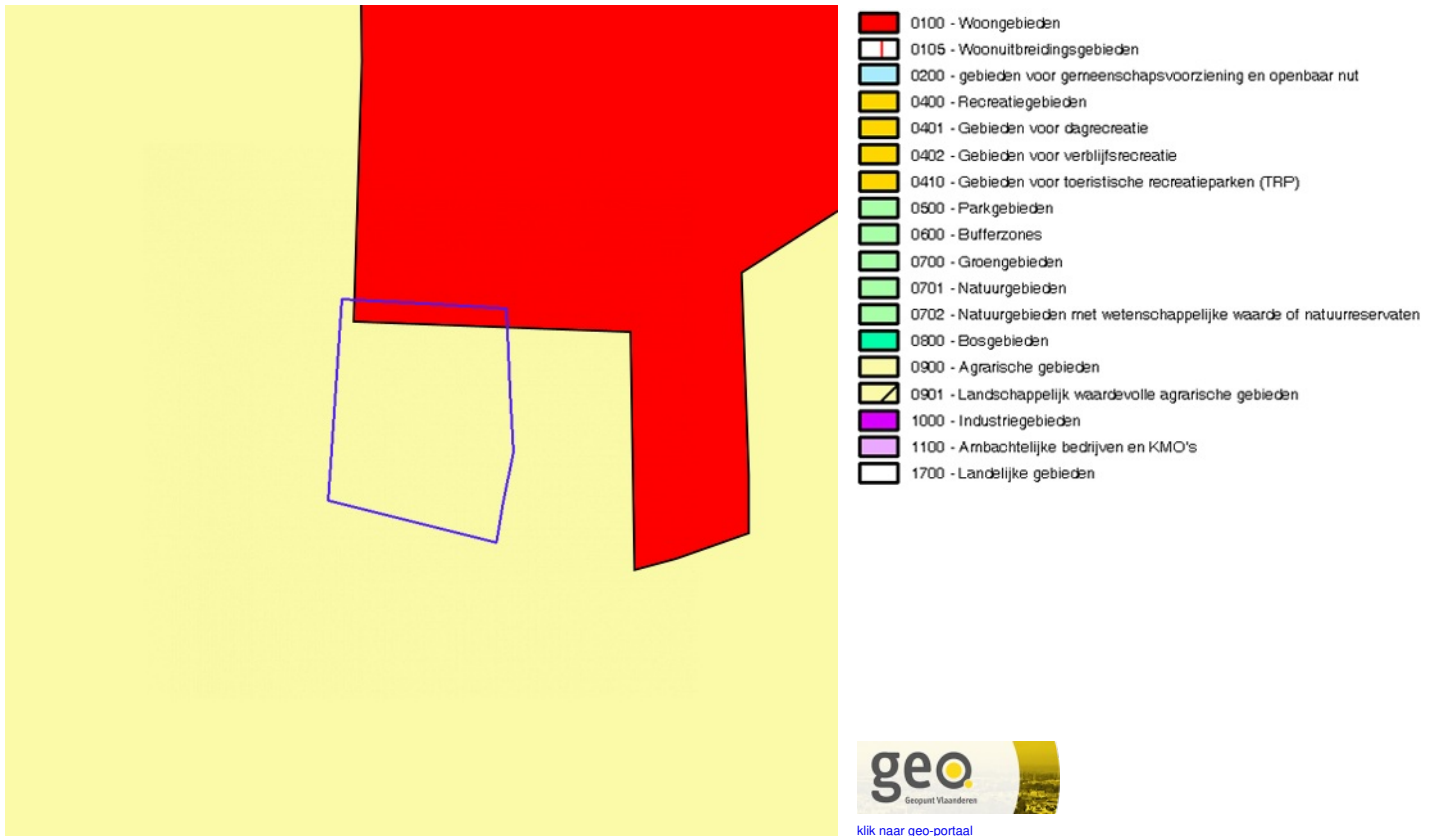 0100 - Woongebieden
0105 - Woonuitbreidingsgebieden
0200 - gebieden voor gemeenschapsvoorziening en openbaar nut
0400 - Recreatiegebieden
0401 - Gebieden voor dagrecreatie
0402 - Gebieden voor verblijfsrecreatie
0410 - Gebieden voor toeristische recreatieparken (TRP)
0500 - Parkgebieden
0600 - Bufferzones
0700 - Groengebieden
0701 - Natuurgebieden
0702 - Natuurgebieden met wetenschappelijke waarde of natuurreservaten
0800 - Bosgebieden
0900 - Agrarische gebieden
0901 - Landschappelijk waardevolle agrarische gebieden
1000 - Industriegebieden
1100 - Ambachtelijke bedrijven en KMO's
1700 - Landelijke gebieden
geo.
Geopunt Vlaanderen
klik naar geo-portaal